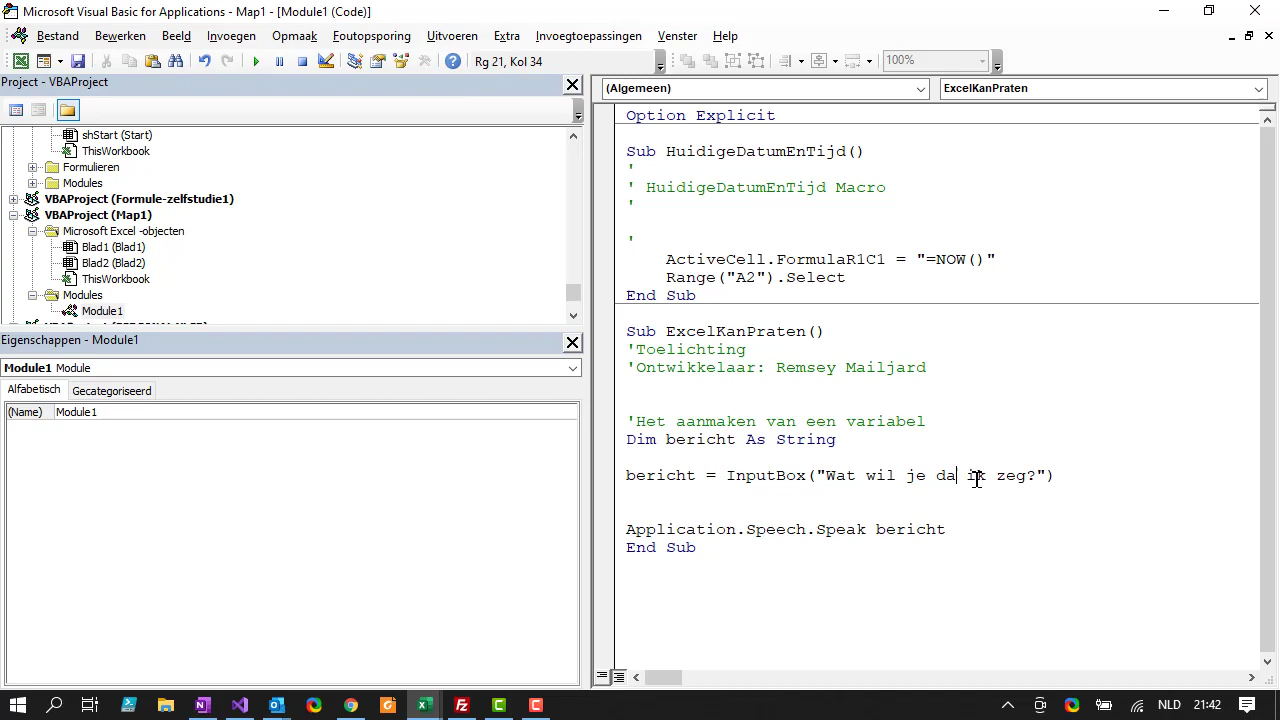 Microsoft Visual Basic for Applications - Map1 - [Module1 (Code)]
Bestand Bewerken Beeld Invoegen Opmaak Foutopsporing Uitvoeren Extra Invoegtoepassingen Venster Help
Rg 21, Kol 34
100%
Project - VBAProject
shStart (Start)
ThisWorkbook
Formulieren
Modules
VBAProject (Formule-zelfstudie1)
VBAProject (Map1)
Microsoft Excel -objecten
Blad1 (Blad1)
Blad2 (Blad2)
ThisWorkbook
Modules
Module1
Eigenschappen - Module1
Module1 Module
Alfabetisch Gecategoriseerd
(Name) Module1
(Algemeen) ExcelKanPraten
Option Explicit
Sub HuidigeDatumEnTijd()
'
' HuidigeDatumEnTijd Macro
'
'
ActiveCell.FormulaR1C1 = "=NOW()"
Range("A2").Select
End Sub
Sub ExcelKanPraten()
'Toelichting
'Ontwikkelaar: Remsey Mailjard
'Het aanmaken van een variabel
Dim bericht As String
bericht = InputBox("Wat wil je da ik zeg?")
Application.Speech.Speak bericht
End Sub
NLD 21:42